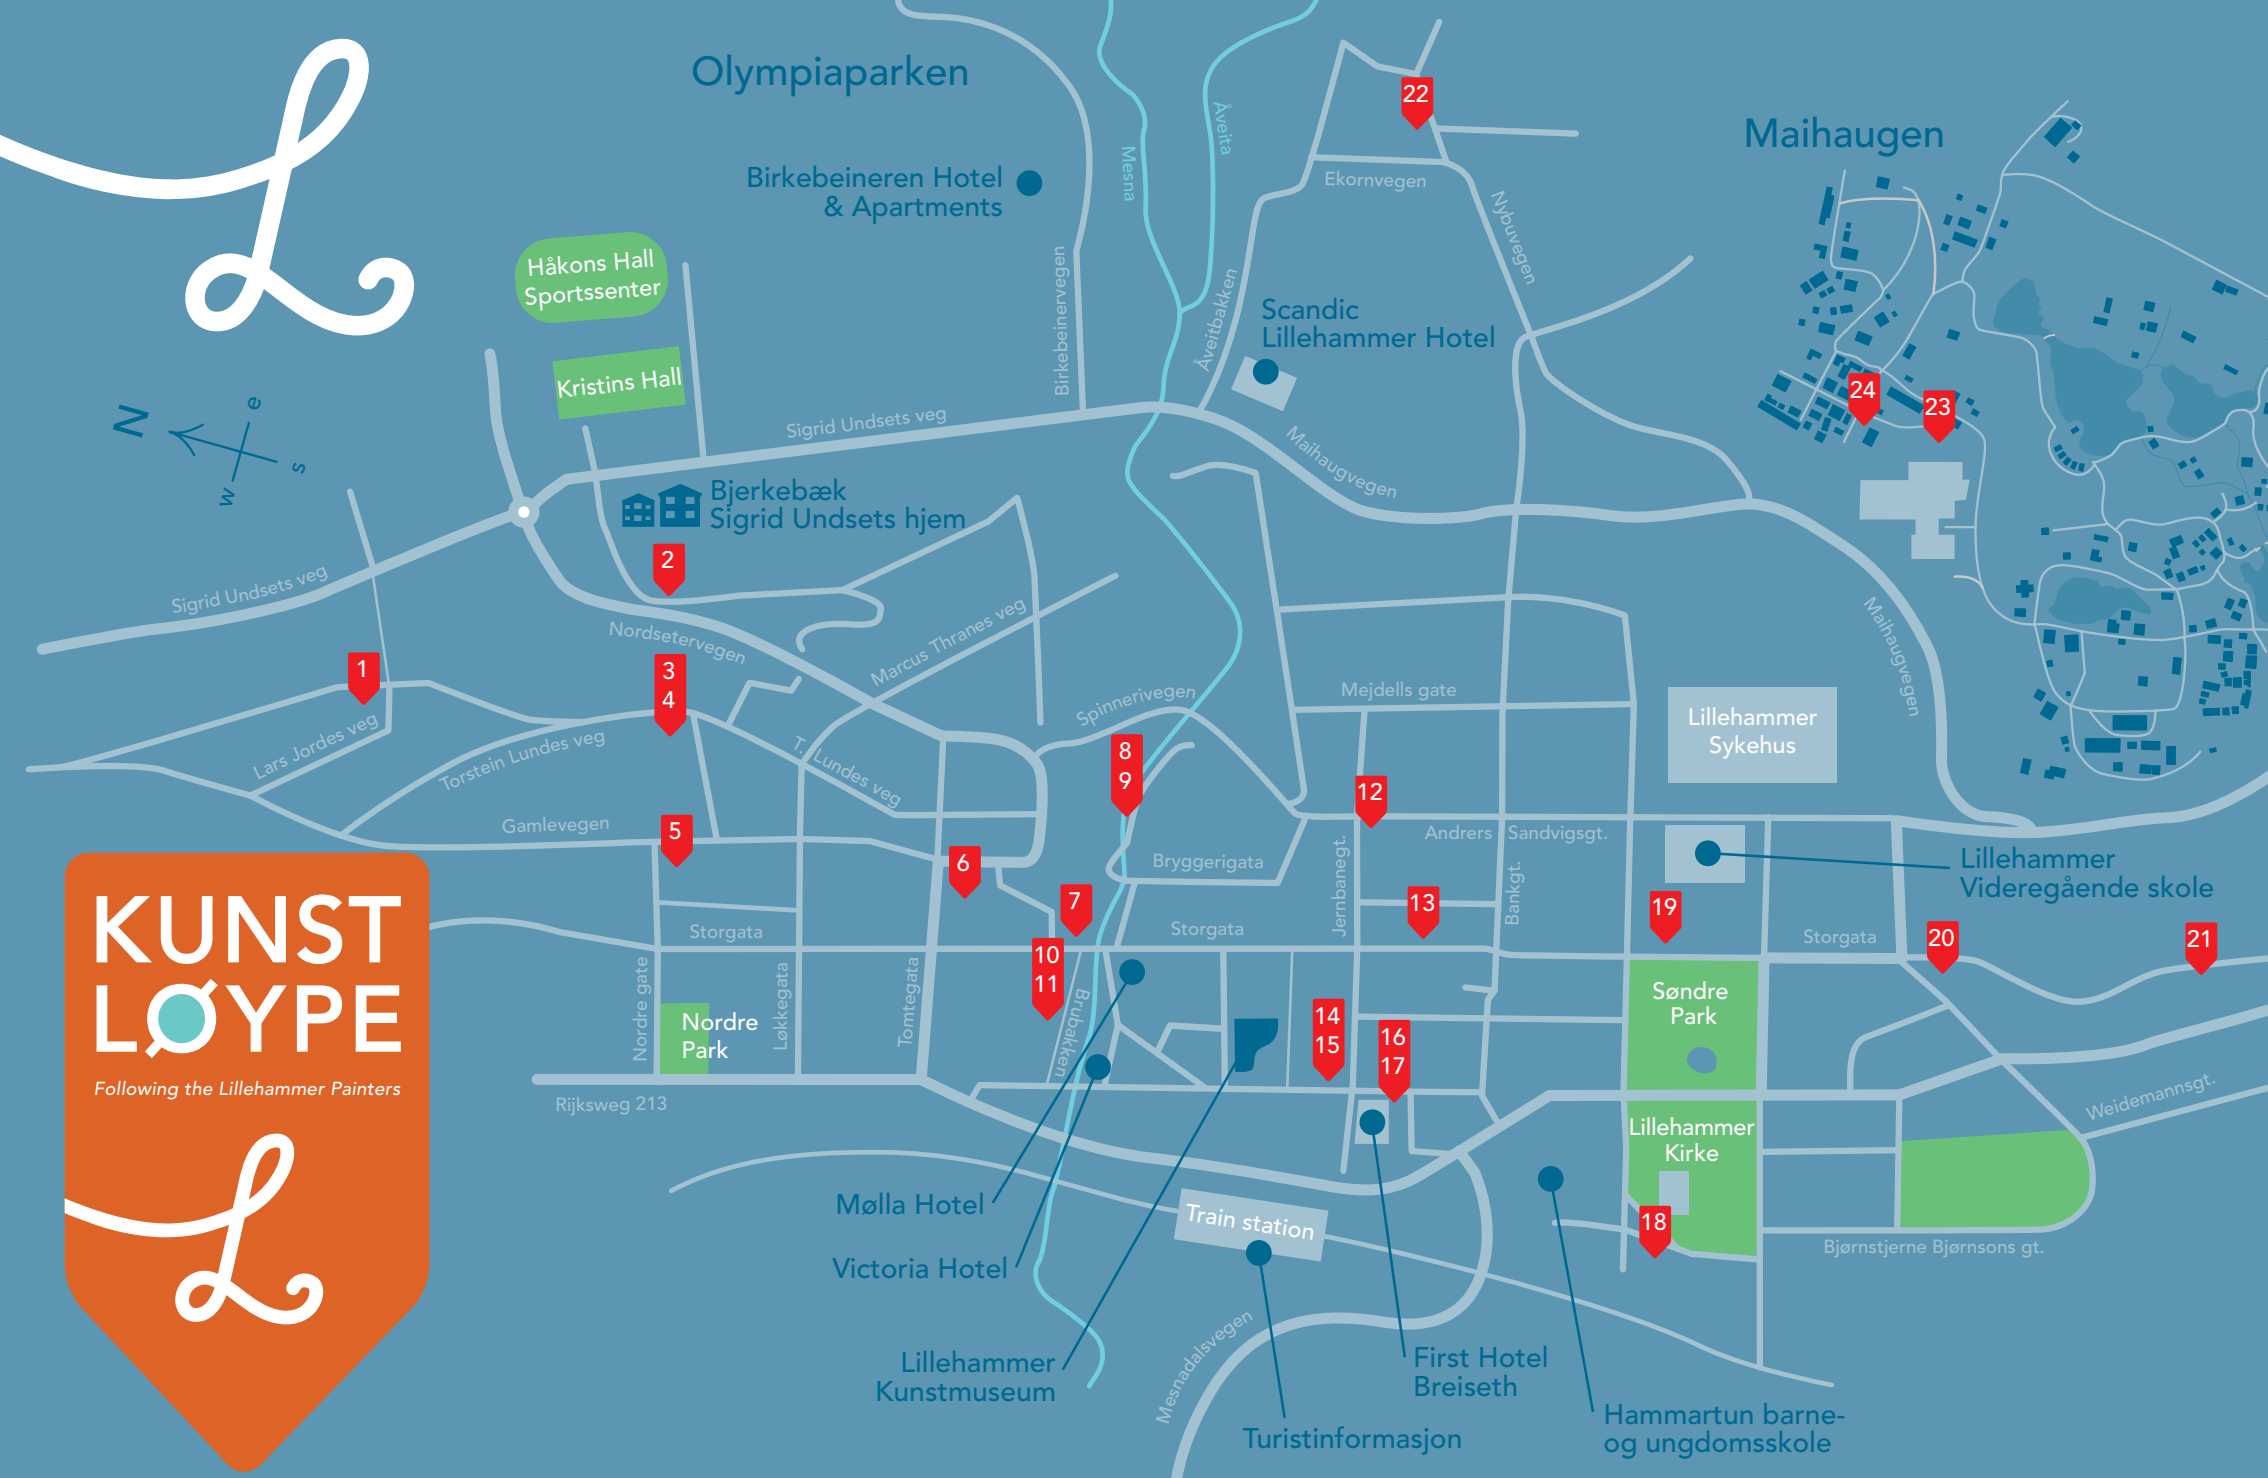 Olympiaparken
Maihaugen
Birkebeineren Hotel
& Apartments
Mesna
Åveita
22
Ekornvegen
Nybuvegen
Håkons Hall
Sportssenter
Kristins Hall
Birkebeinervegen
Åveitbakken
Scandic
Lillehammer Hotel
N
e
s
w
Sigrid Undsets veg
Maihaugvegen
24
23
Bjerkebæk
Sigrid Undsets hjem
2
Sigrid Undsets veg
Nordsetervegen
Marcus Thranes veg
Maihaugvegen
1
3
4
Spinnerivegen
Mejdells gate
Lillehammer
Sykehus
Lars Jordes veg
Torstein Lundes veg
T. Lundes veg
8
9
12
Gamlevegen
5
6
Bryggerigata
Andrers Sandvigsgt.
Jernbanegt.
Bankgt.
Lillehammer
Videregående skole
7
13
19
Storgata
Storgata
Storgata
20
21
10
11
Nordre gate
Nordre
Park
Løkkegata
Tomtegata
Brubakken
14
15
16
17
Søndre
Park
KUNST
LØYPE
Following the Lillehammer Painters
Rijksweg 213
Weidemannsgt.
Lillehammer
Kirke
18
Bjørnstjerne Bjørnsons gt.
Mølla Hotel
Train station
Victoria Hotel
Lillehammer
Kunstmuseum
Mesnadalsvegen
First Hotel
Breiseth
Turistinformasjon
Hammartun barne-
og ungdomsskole